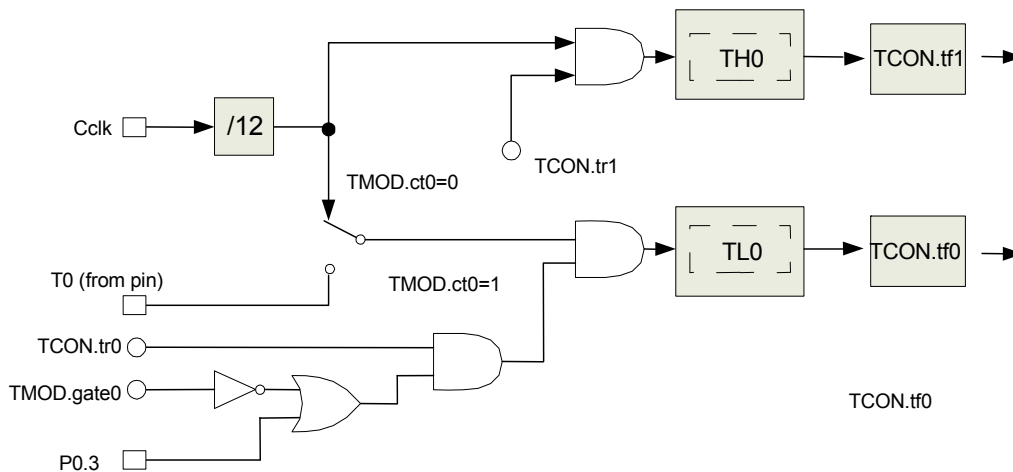 TH0
TCON.tf1
Cclk
/12
TCON.tr1
TMOD.ct0=0
TL0
TCON.tf0
T0 (from pin)
TMOD.ct0=1
TCON.tr0
TMOD.gate0
TCON.tf0
P0.3